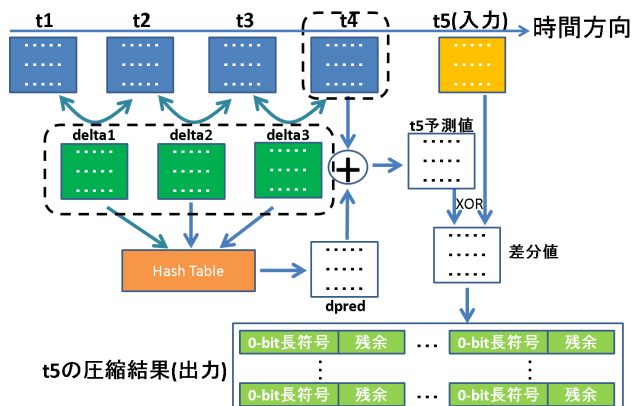 t1
t2
t3
t4
t5(入力)
時間方向
delta1
delta2
delta3
t5予測値
+
XOR
Hash Table
dpred
差分値
t5の圧縮結果(出力)
0-bit長符号 残余 … 0-bit長符号 残余
0-bit長符号 残余 … 0-bit長符号 残余